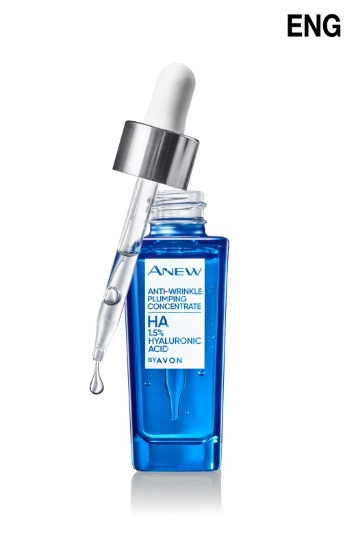 ENG
ANEW
ANTI-WRINKLE
PLUMPING
CONCENTRATE
HA
1.5%
HYALURONIC
ACID
BY AVON